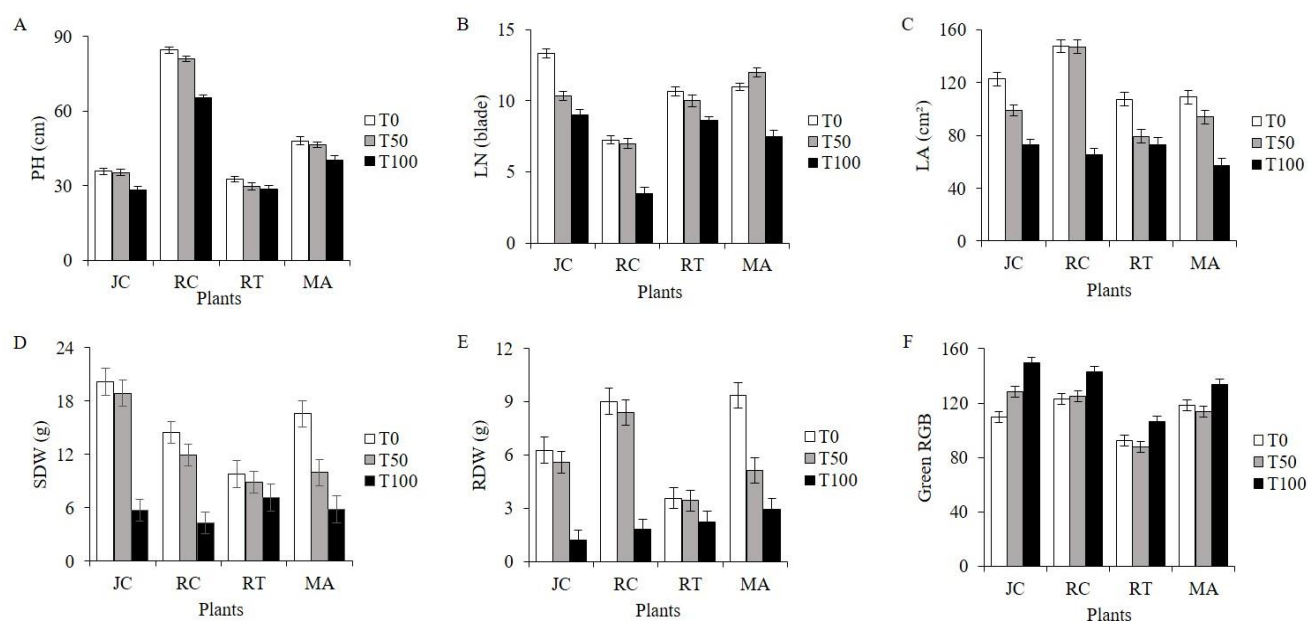 A
PH (cm)
90
60
30
0
JC RC RT MA
Plants
T0
T50
T100
B
LN (blade)
15
10
5
0
JC RC RT MA
Plants
T0
T50
T100
C
LA (cm²)
160
120
80
40
0
JC RC RT MA
Plants
T0
T50
T100
D
SDW (g)
24
18
12
6
0
JC RC RT MA
Plants
T0
T50
T100
E
RDW (g)
12
9
6
3
0
JC RC RT MA
Plants
T0
T50
T100
F
Green RGB
160
120
80
40
0
JC RC RT MA
Plants
T0
T50
T100